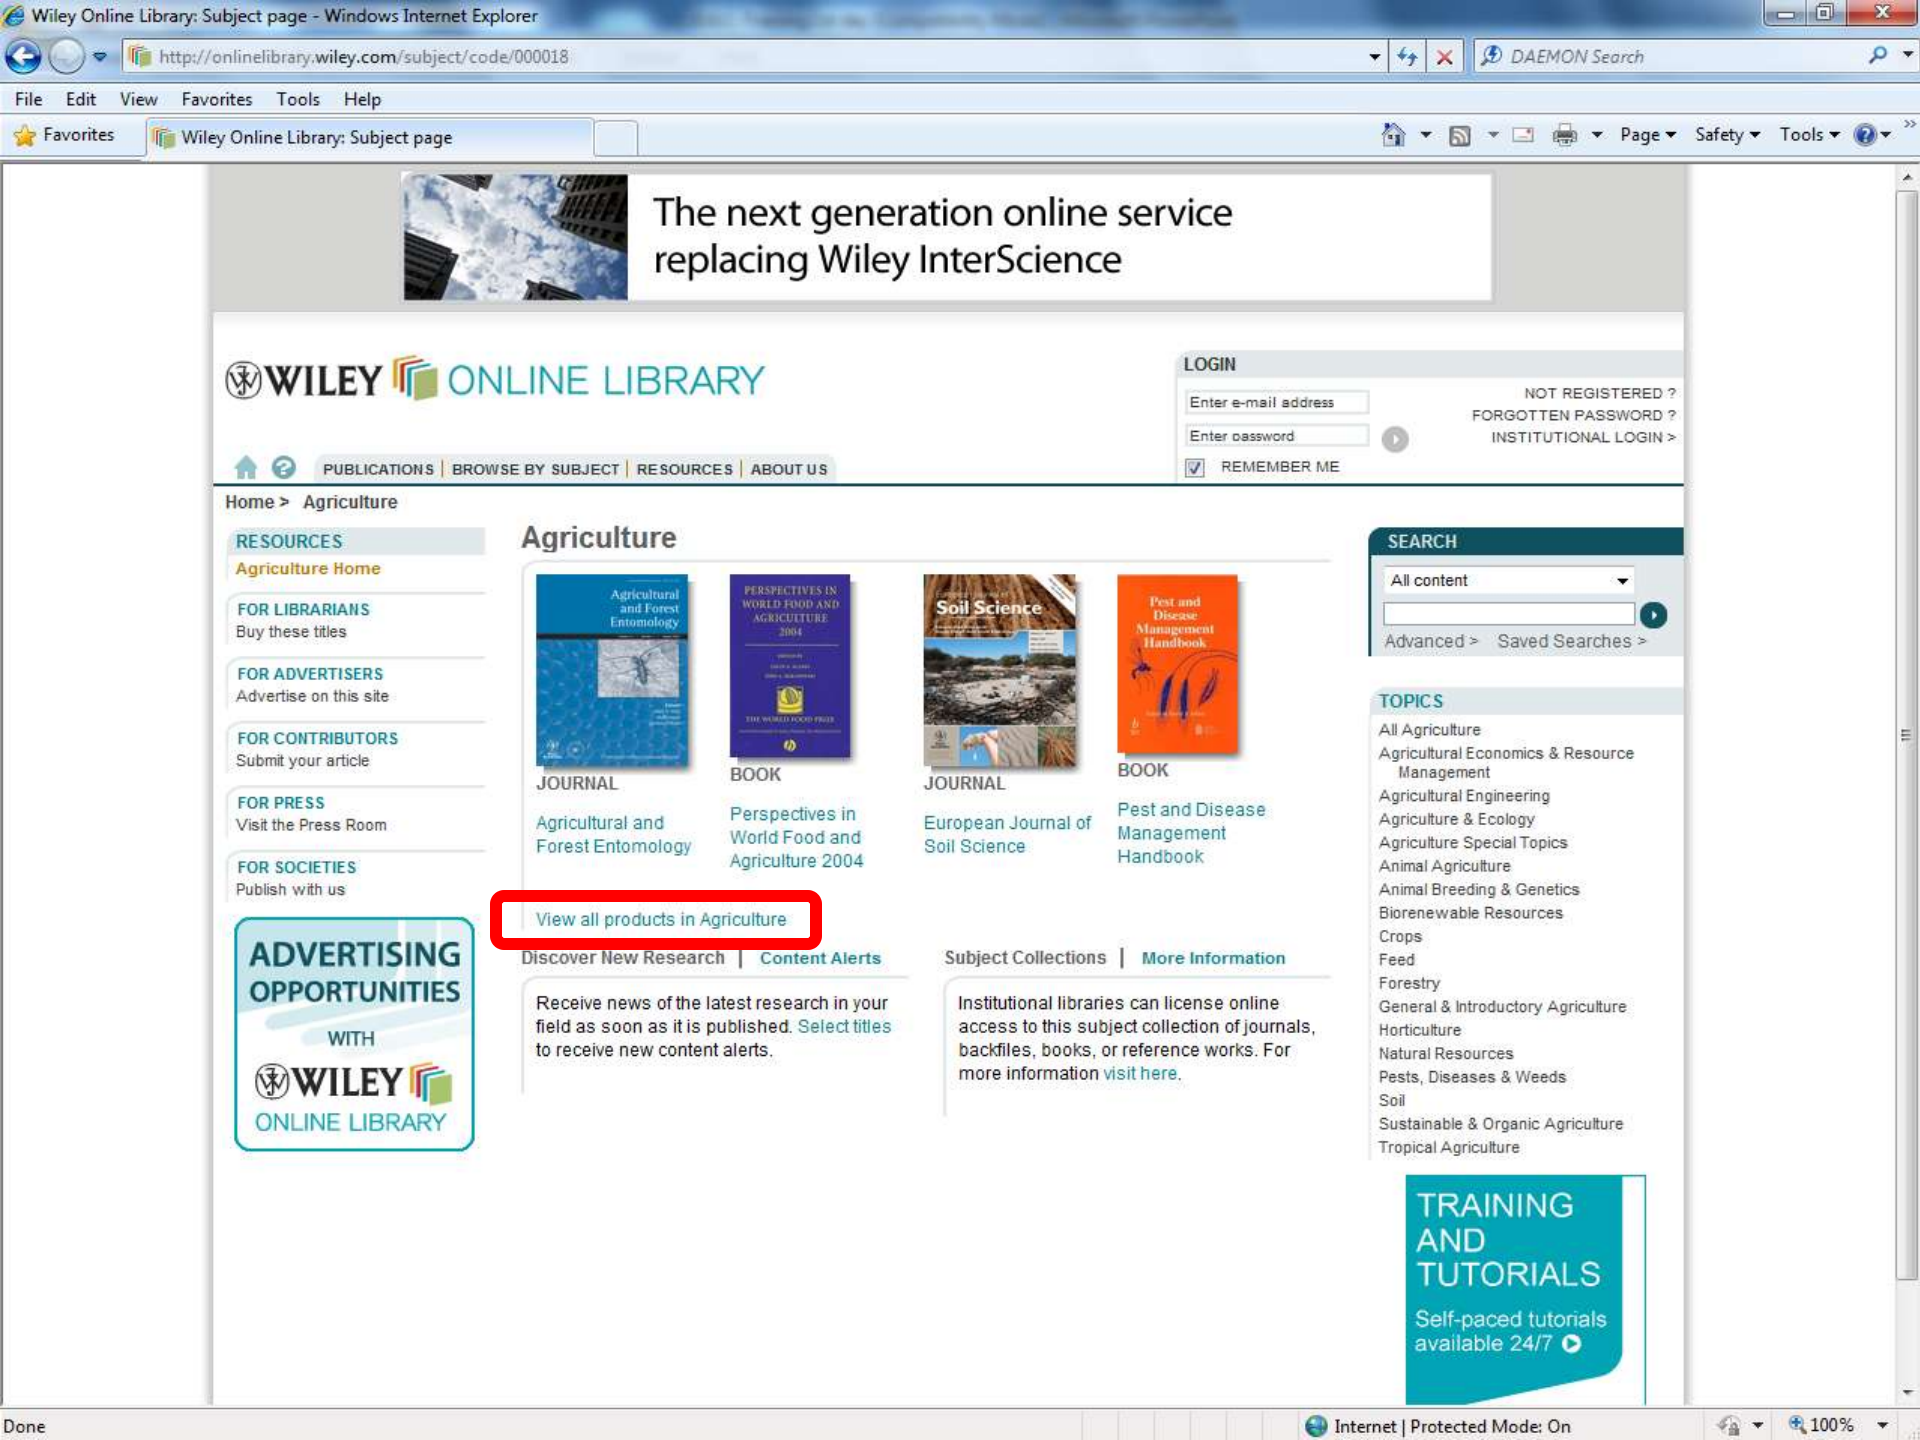 Wiley Online Library: Subject page - Windows Internet Explorer
http://onlinelibrary.wiley.com/subject/code/000018
DAEMON Search
File Edit View Favorites Tools Help
Favorites
Wiley Online Library: Subject page
Page Safety Tools
The next generation online service
replacing Wiley InterScience
WILEY ONLINE LIBRARY
LOGIN
Enter e-mail address
Enter password
REMEMBER ME
NOT REGISTERED ?
FORGOTTEN PASSWORD ?
INSTITUTIONAL LOGIN >
PUBLICATIONS | BROWSE BY SUBJECT | RESOURCES | ABOUT US
Home > Agriculture
RESOURCES
Agriculture Home
FOR LIBRARIANS
Buy these titles
FOR ADVERTISERS
Advertise on this site
FOR CONTRIBUTORS
Submit your article
FOR PRESS
Visit the Press Room
FOR SOCIETIES
Publish with us
ADVERTISING
OPPORTUNITIES
WITH
WILEY
ONLINE LIBRARY
Agriculture
Agricultural
and Forest
Entomology
JOURNAL
Agricultural and
Forest Entomology
PERSPECTIVES IN
WORLD FOOD AND
AGRICULTURE
2004
THE WORLD FOOD PRIZE
BOOK
Perspectives in
World Food and
Agriculture 2004
Soil Science
JOURNAL
European Journal of
Soil Science
Pest and
Disease
Management
Handbook
BOOK
Pest and Disease
Management
Handbook
View all products in Agriculture
Discover New Research | Content Alerts
Receive news of the latest research in your
field as soon as it is published. Select titles
to receive new content alerts.
Subject Collections | More Information
Institutional libraries can license online
access to this subject collection of journals,
backfiles, books, or reference works. For
more information visit here.
SEARCH
All content
Advanced > Saved Searches >
TOPICS
All Agriculture
Agricultural Economics & Resource
Management
Agricultural Engineering
Agriculture & Ecology
Agriculture Special Topics
Animal Agriculture
Animal Breeding & Genetics
Biorenewable Resources
Crops
Feed
Forestry
General & Introductory Agriculture
Horticulture
Natural Resources
Pests, Diseases & Weeds
Soil
Sustainable & Organic Agriculture
Tropical Agriculture
TRAINING
AND
TUTORIALS
Self-paced tutorials
available 24/7
Done
Internet | Protected Mode: On
100%